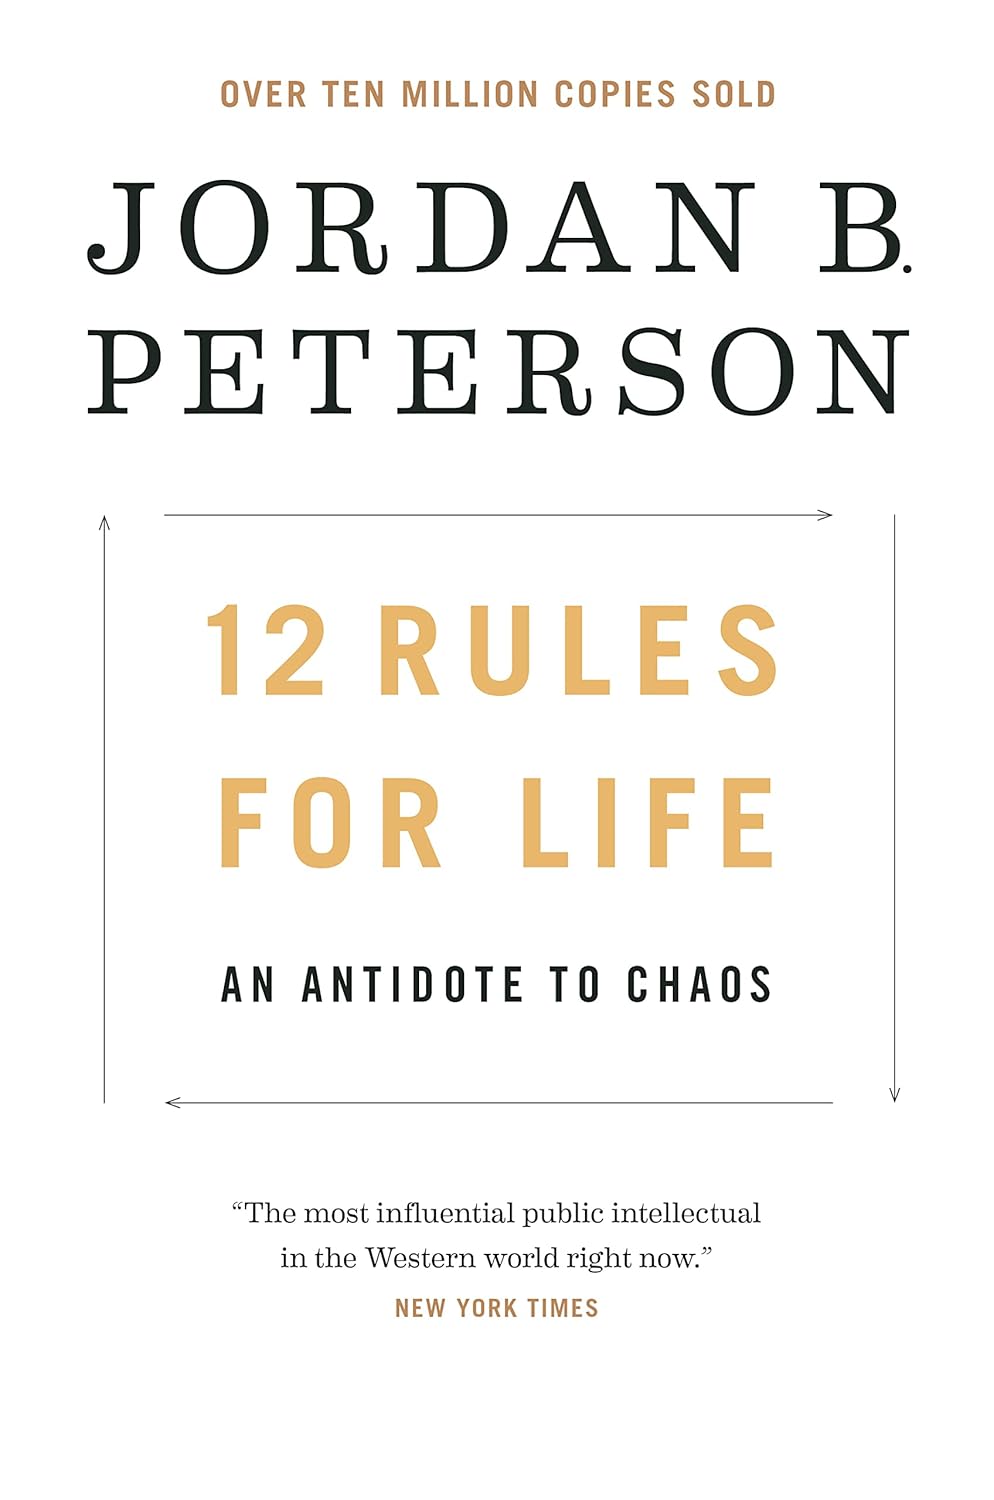 OVER TEN MILLION COPIES SOLD
JORDAN B.
PETERSON
12 RULES
FOR LIFE
AN ANTIDOTE TO CHAOS
“The most influential public intellectual
in the Western world right now.”
NEW YORK TIMES